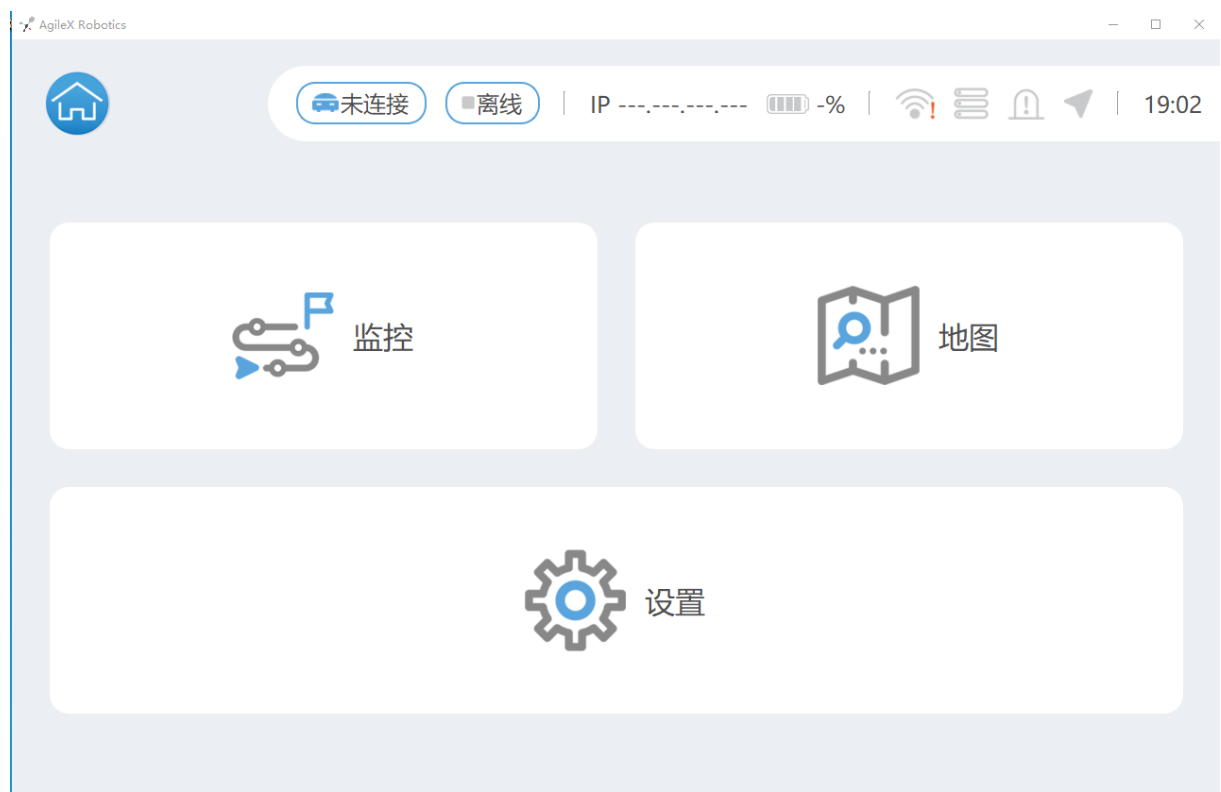 AgileX Robotics
未连接 离线 IP ---.---.---.--- -% 19:02
监控 地图
设置